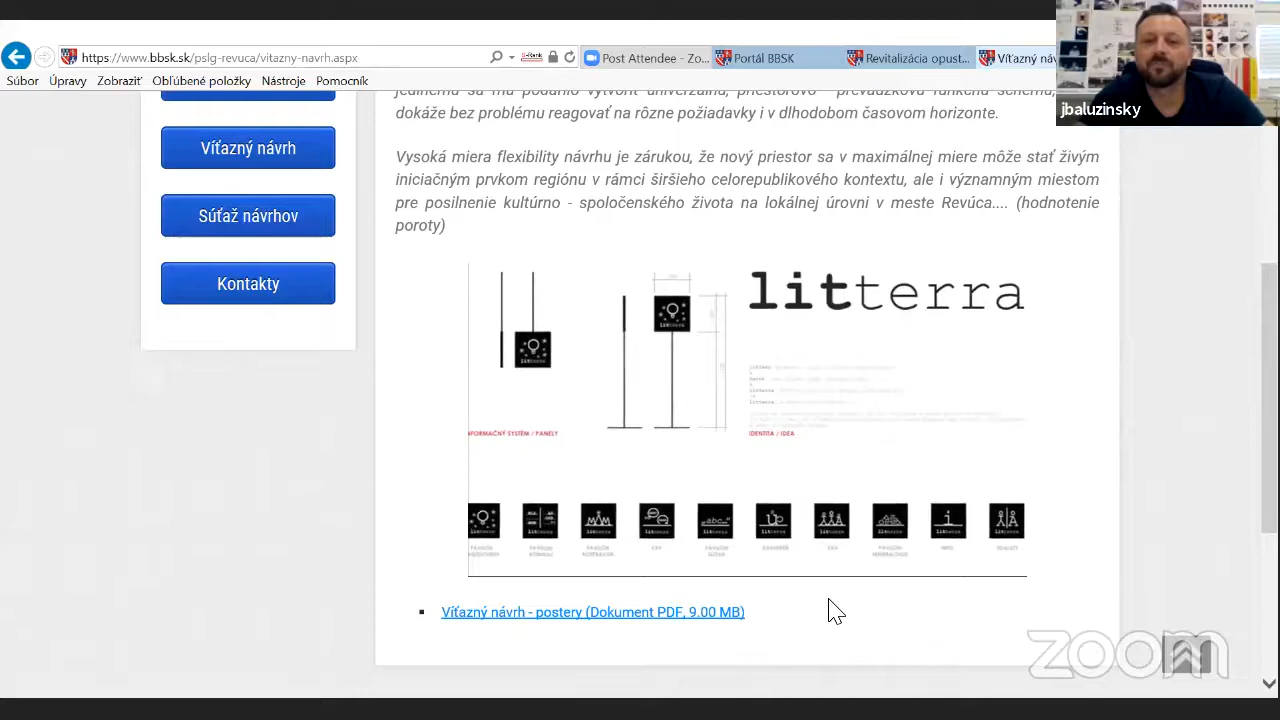 https://www.bbsk.sk/pslg-revuca/vitazny-navrh.aspx
S-Rank
Post Attendee - Zo...
Portál BBSK
Revitalizácia opust...
Víťazný náv
jbaluzinsky
Súbor Úpravy Zobraziť Obľúbené položky Nástroje Pomocník
dokáže bez problému reagovať na rôzne požiadavky i v dlhodobom časovom horizonte.
Víťazný návrh
Vysoká miera flexibility návrhu je zárukou, že nový priestor sa v maximálnej miere môže stať živým
iniciačným prvkom regiónu v rámci širšieho celorepublikového kontextu, ale i významným miestom
pre posilnenie kultúrno - spoločenského života na lokálnej úrovni v meste Revúca.... (hodnotenie
poroty)
Súťaž návrhov
Kontakty
litterra
NFORMAČNÝ SYSTÉM / PANELY
IDENTITA / IDEA
Víťazný návrh - postery (Dokument PDF, 9.00 MB)
zoom